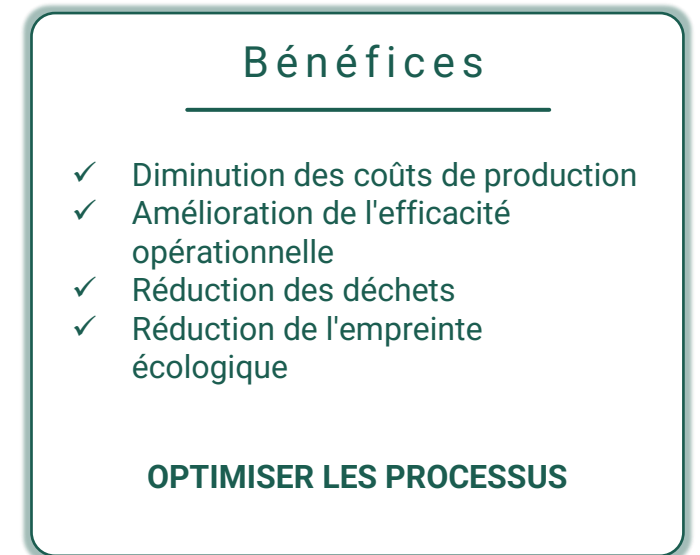 Bénéfices
✓ Diminution des coûts de production
✓ Amélioration de l'efficacité
opérationnelle
✓ Réduction des déchets
✓ Réduction de l'empreinte
écologique
OPTIMISER LES PROCESSUS